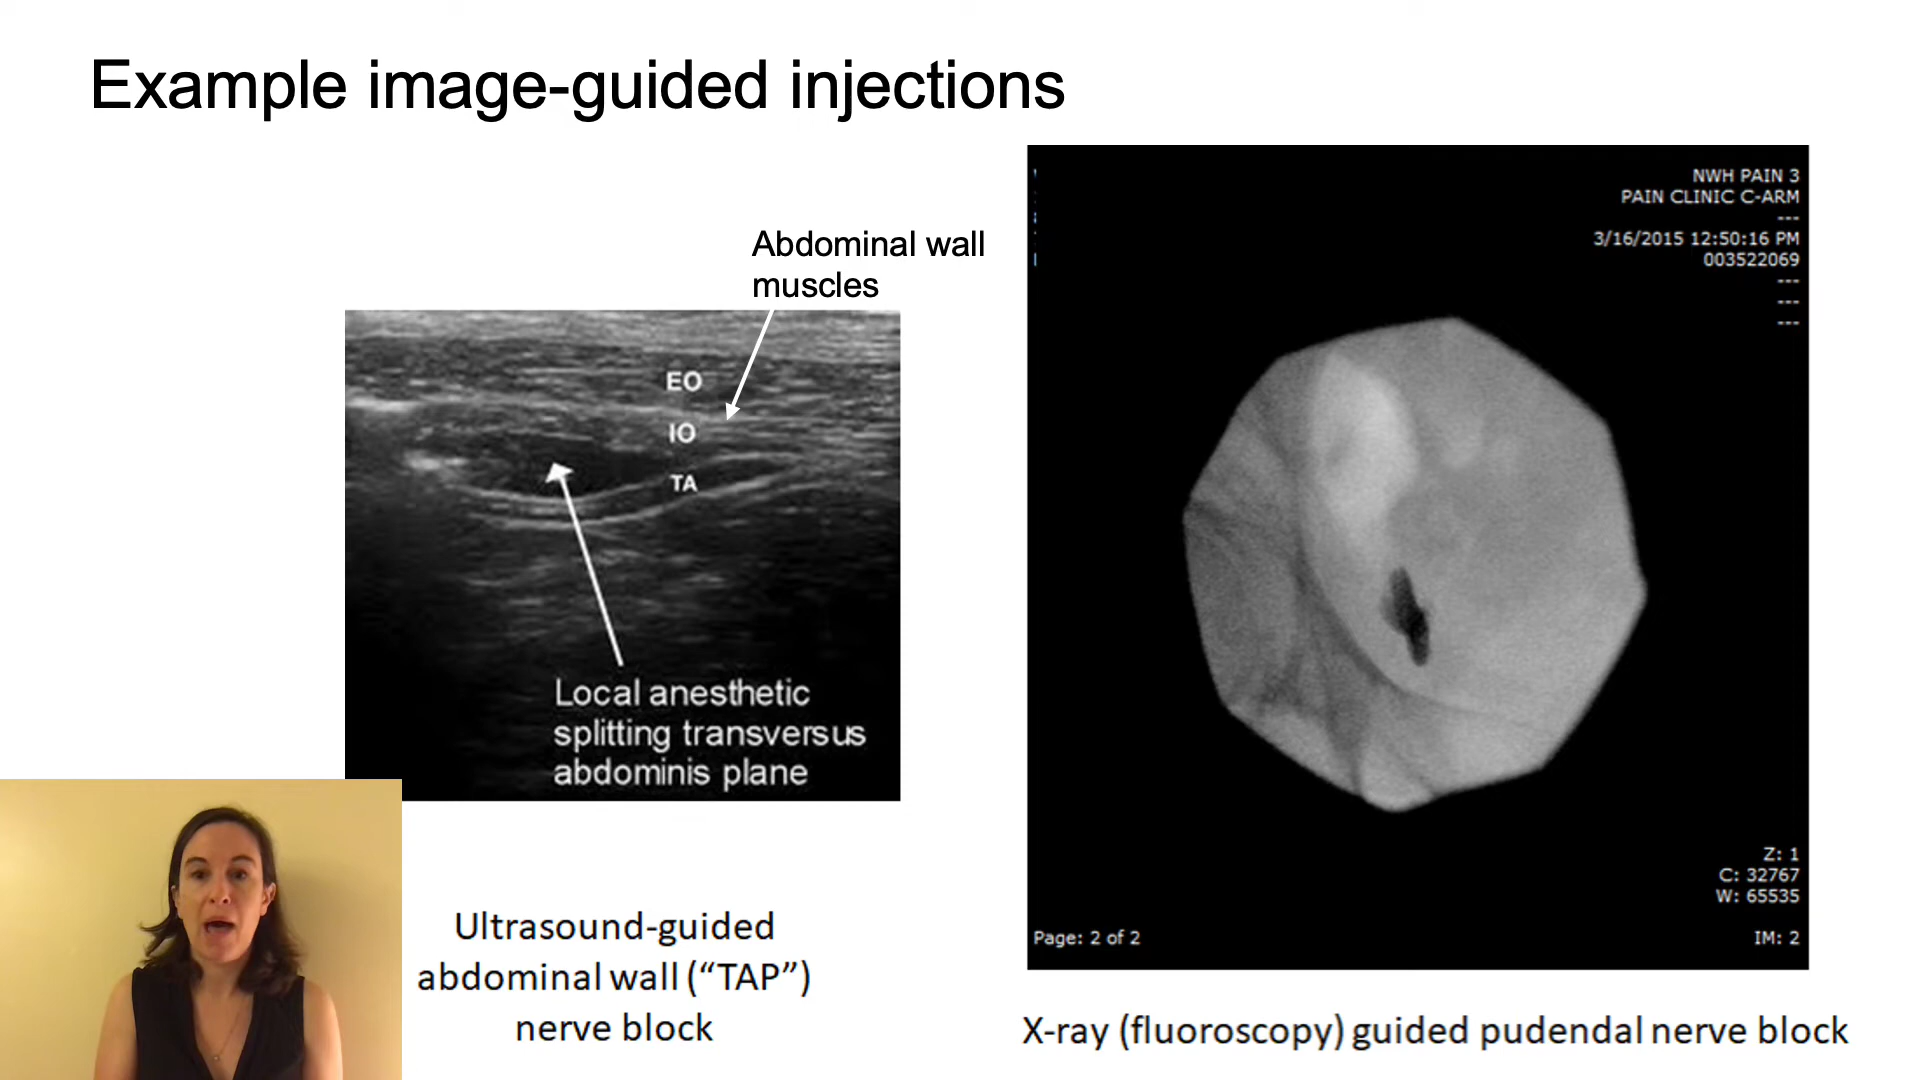 Example image-guided injections
Abdominal wall
muscles
EO
IO
TA
Local anesthetic
splitting transversus
abdominis plane
Ultrasound-guided
abdominal wall (“TAP”)
nerve block
NWH PAIN 3
PAIN CLINIC C-ARM
---
3/16/2015 12:50:16 PM
003522069
---
---
---
Z: 1
C: 32767
W: 65535
Page: 2 of 2
IM: 2
X-ray (fluoroscopy) guided pudendal nerve block